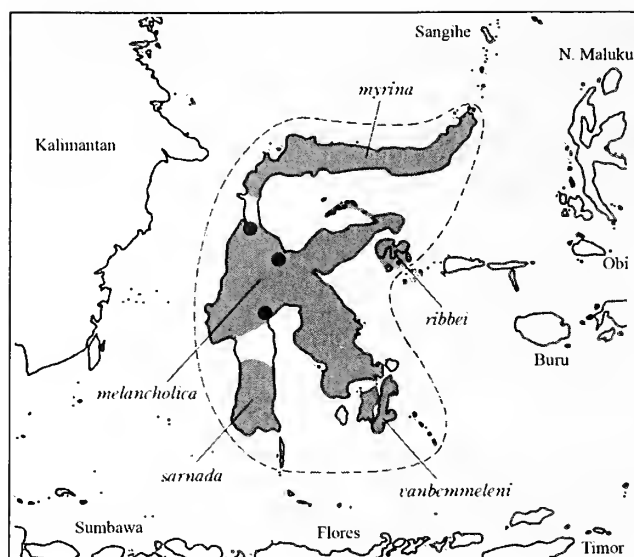 Sangihe
N. Maluku
myrina
Kalimantan
Obi
ribbei
Buru
melancholica
sarnada
vanbemmeleni
Sumbawa
Flores
Timor